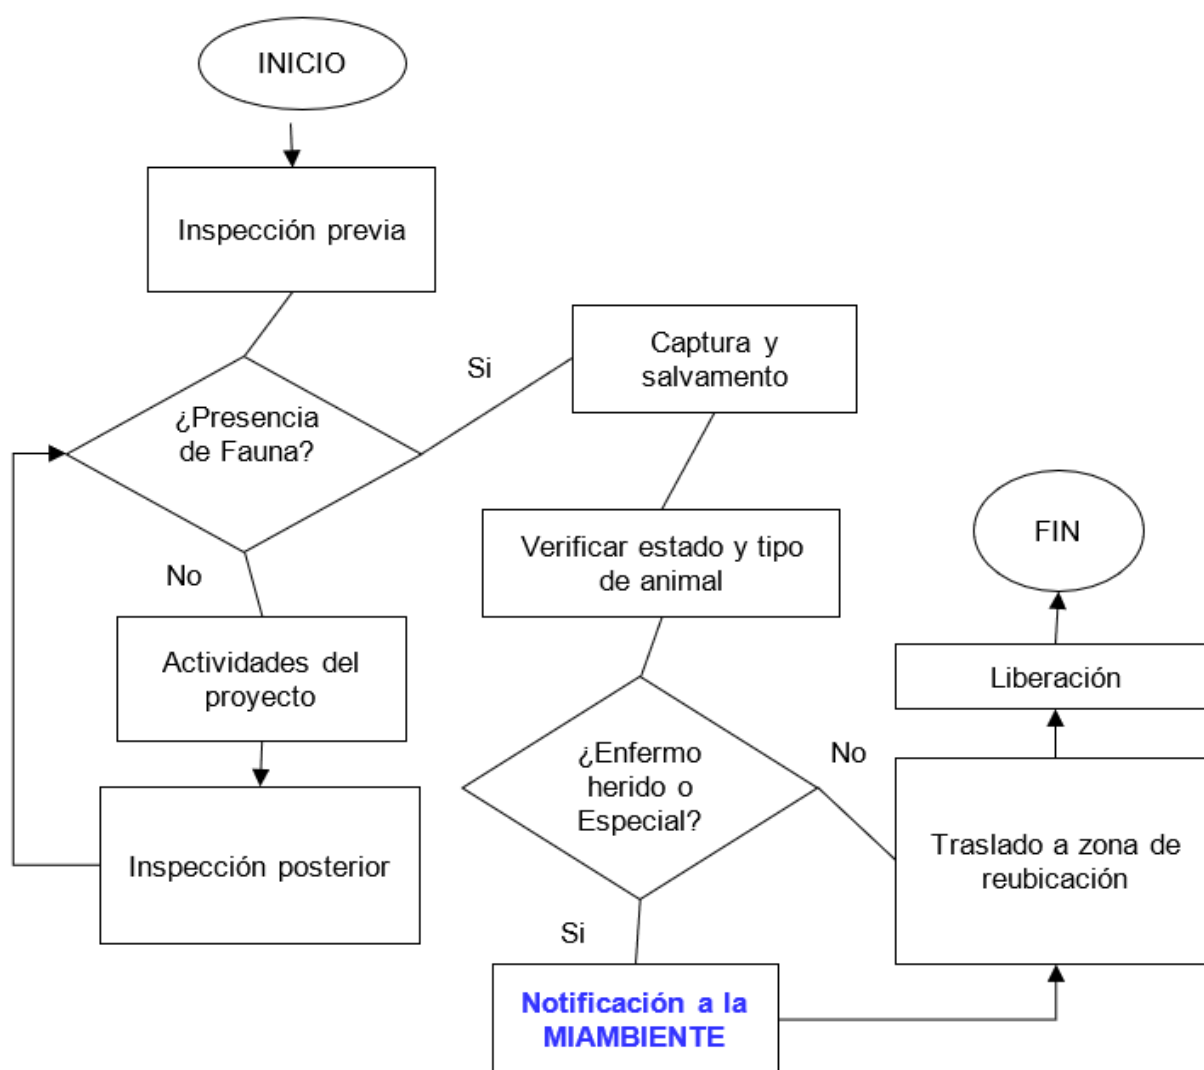 INICIO
Inspección previa
¿Presencia
de Fauna?
Si
No
Captura y
salvamento
Verificar estado y tipo
de animal
Actividades del
proyecto
Inspección posterior
¿Enfermo
herido o
Especial?
No
Si
Notificación a la
MIAMBIENTE
Traslado a zona de
reubicación
Liberación
FIN